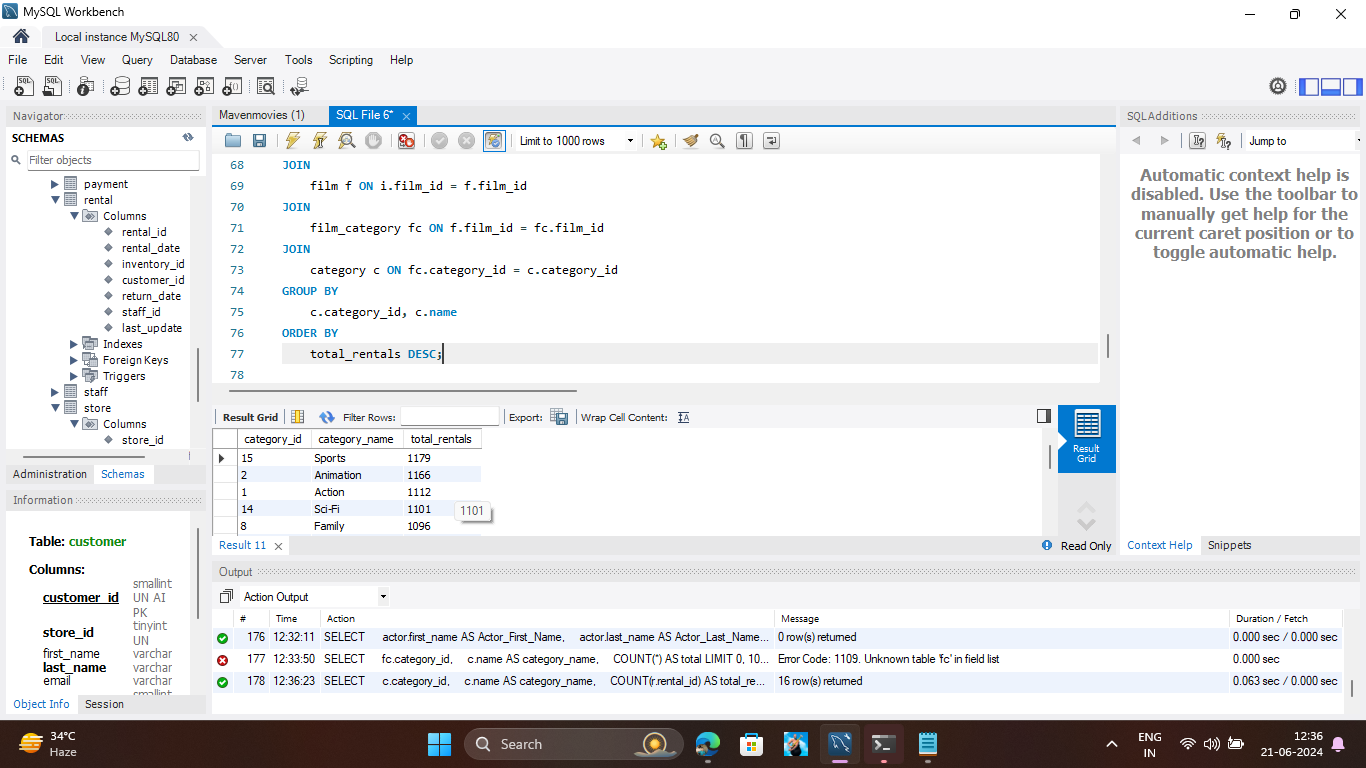 MySQL Workbench
Local instance MySQL80
File Edit View Query Database Server Tools Scripting Help
Navigator
SCHEMAS
Filter objects
payment
rental
Columns
rental_id
rental_date
inventory_id
customer_id
return_date
staff_id
last_update
Indexes
Foreign Keys
Triggers
staff
store
Columns
store_id
Administration Schemas
Information
Table: customer
Columns:
customer_id smallint UN AI PK
store_id tinyint UN
first_name varchar
last_name varchar
email varchar
smallint
Object Info Session
Mavenmovies (1) SQL File 6*
Limit to 1000 rows
68 JOIN
69 film f ON i.film_id = f.film_id
70 JOIN
71 film_category fc ON f.film_id = fc.film_id
72 JOIN
73 category c ON fc.category_id = c.category_id
74 GROUP BY
75 c.category_id, c.name
76 ORDER BY
77 total_rentals DESC;
78
Result Grid Filter Rows: Export: Wrap Cell Content:
category_id category_name total_rentals
15 Sports 1179
2 Animation 1166
1 Action 1112
14 Sci-Fi 1101
1101
8 Family 1096
Result Grid
Result 11
Read Only
SQLAdditions
Jump to
Automatic context help is
disabled. Use the toolbar to
manually get help for the
current caret position or to
toggle automatic help.
Context Help Snippets
Output
Action Output
# Time Action Message Duration / Fetch
176 12:32:11 SELECT actor.first_name AS Actor_First_Name, actor.last_name AS Actor_Last_Name... 0 row(s) returned 0.000 sec / 0.000 sec
177 12:33:50 SELECT fc.category_id, c.name AS category_name, COUNT(*) AS total LIMIT 0, 10... Error Code: 1109. Unknown table 'fc' in field list 0.000 sec
178 12:36:23 SELECT c.category_id, c.name AS category_name, COUNT(r.rental_id) AS total_re... 16 row(s) returned 0.063 sec / 0.000 sec
34°C
Haze
Search
ENG
IN
12:36
21-06-2024